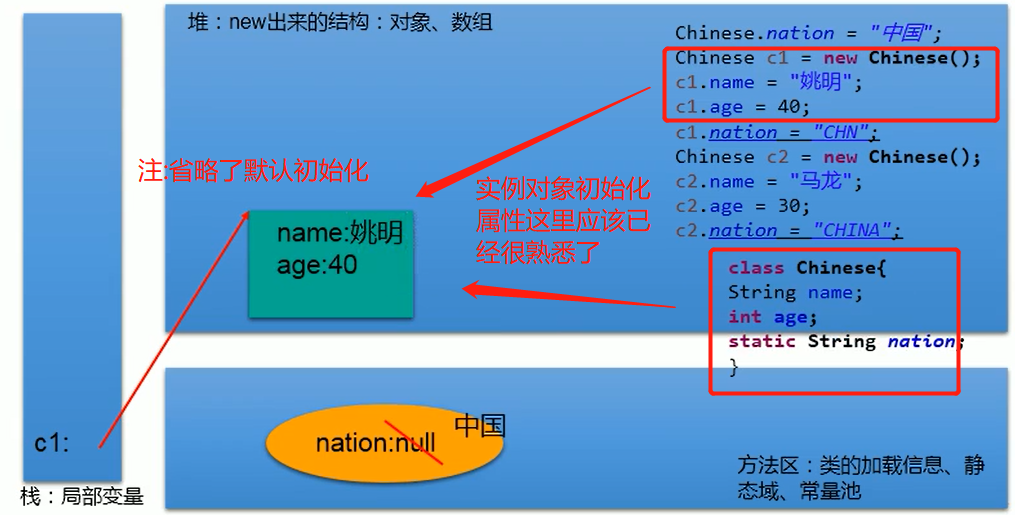 堆：new出来的结构：对象、数组
Chinese.nation = "中国";
Chinese c1 = new Chinese();
c1.name = "姚明";
c1.age = 40;
c1.nation = "CHN";
Chinese c2 = new Chinese();
c2.name = "马龙";
c2.age = 30;
c2.nation = "CHINA";
注:省略了默认初始化
实例对象初始化
属性这里应该已
经很熟悉了
name:姚明
age:40
class Chinese{
String name;
int age;
static String nation;
}
c1:
nation:null
中国
方法区：类的加载信息、静
态域、常量池
栈：局部变量